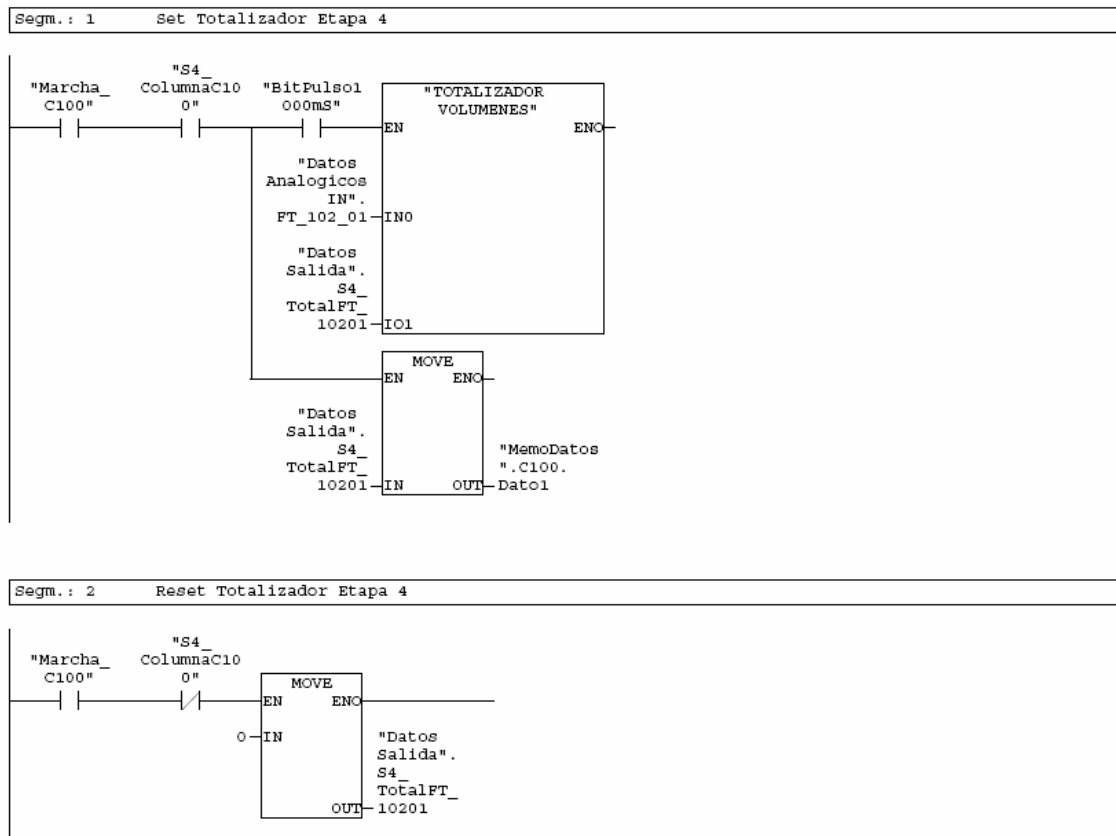 Segm.: 1 Set Totalizador Etapa 4
"S4_
"Marcha_ ColumnaC10 "BitPulso1 "TOTALIZADOR
C100" 0" 000mS" VOLUMENES"
EN ENO
"Datos
Analogicos
IN".
FT_102_01 IN0
"Datos
Salida".
S4_
TotalFT_
10201 IO1
MOVE
EN ENO
"Datos
Salida".
S4_ "MemoDatos
TotalFT_ ".C100.
10201 IN OUT Dato1
Segm.: 2 Reset Totalizador Etapa 4
"S4_
"Marcha_ ColumnaC10
C100" 0" MOVE
EN ENO
0 IN "Datos
Salida".
S4_
TotalFT_
OUT 10201